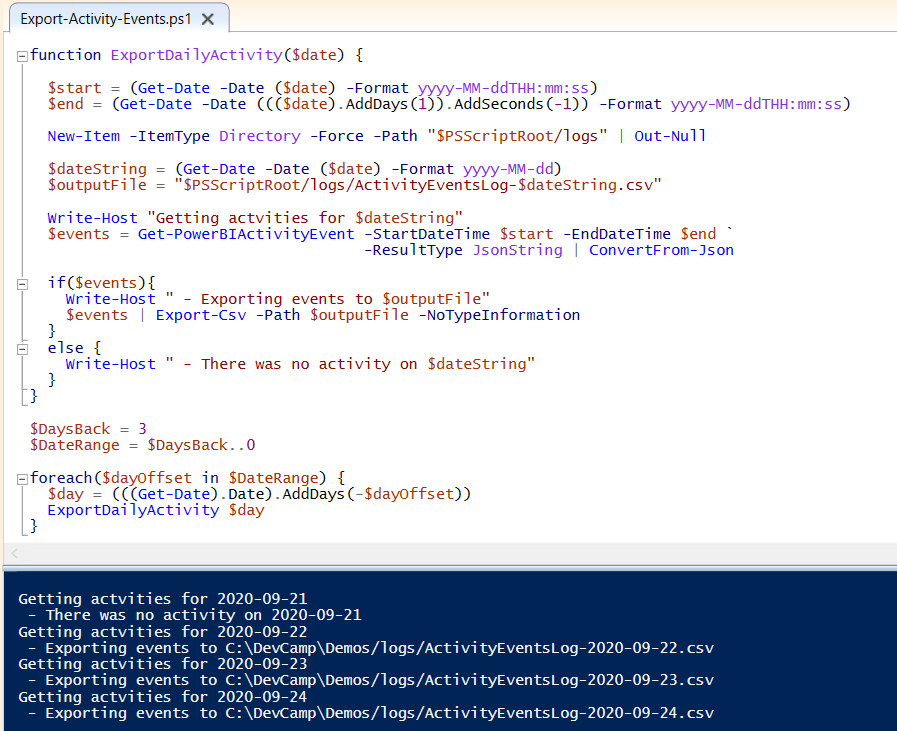 Export-Activity-Events.ps1 ✕
function ExportDailyActivity($date) {
$start = (Get-Date -Date ($date) -Format yyyy-MM-ddTHH:mm:ss)
$end = (Get-Date -Date ((($date).AddDays(1)).AddSeconds(-1)) -Format yyyy-MM-ddTHH:mm:ss)
New-Item -ItemType Directory -Force -Path "$PSScriptRoot/logs" | Out-Null
$dateString = (Get-Date -Date ($date) -Format yyyy-MM-dd)
$outputFile = "$PSScriptRoot/logs/ActivityEventsLog-$dateString.csv"
Write-Host "Getting actvities for $dateString"
$events = Get-PowerBIActivityEvent -StartDateTime $start -EndDateTime $end `
-ResultType JsonString | ConvertFrom-Json
if($events){
Write-Host " - Exporting events to $outputFile"
$events | Export-Csv -Path $outputFile -NoTypeInformation
}
else {
Write-Host " - There was no activity on $dateString"
}
}
$DaysBack = 3
$DateRange = $DaysBack..0
foreach($dayOffset in $DateRange) {
$day = (((Get-Date).Date).AddDays(-$dayOffset))
ExportDailyActivity $day
}
Getting actvities for 2020-09-21
- There was no activity on 2020-09-21
Getting actvities for 2020-09-22
- Exporting events to C:\DevCamp\Demos/logs/ActivityEventsLog-2020-09-22.csv
Getting actvities for 2020-09-23
- Exporting events to C:\DevCamp\Demos/logs/ActivityEventsLog-2020-09-23.csv
Getting actvities for 2020-09-24
- Exporting events to C:\DevCamp\Demos/logs/ActivityEventsLog-2020-09-24.csv